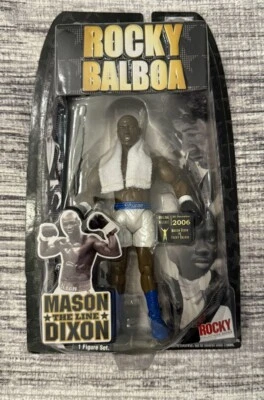 ROCKY
BALBOA
2006
MASON
"THE LINE"
DIXON
1 Figure Set.
ROCKY